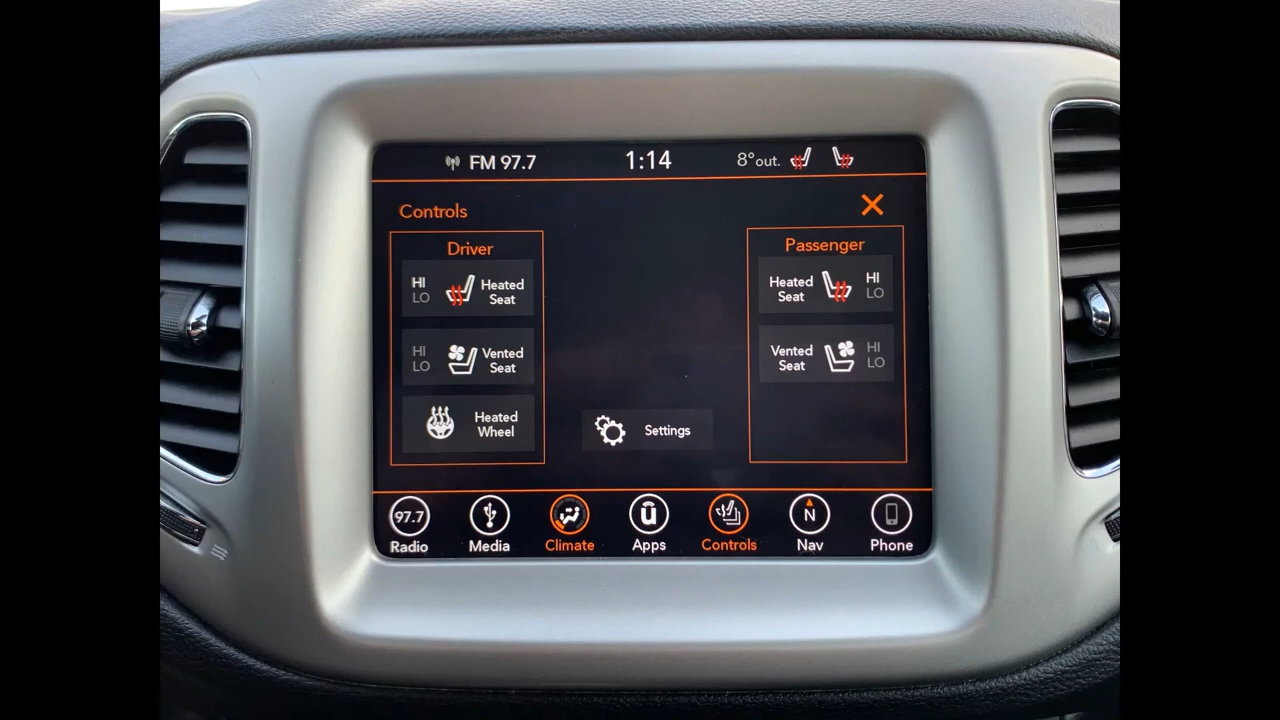 FM 97.7
1:14
8°out.
Controls
Driver
HI
LO
Heated
Seat
HI
LO
Vented
Seat
Heated
Wheel
Settings
Passenger
Heated
Seat
HI
LO
Vented
Seat
HI
LO
97.7
Radio
Media
Climate
u
Apps
Controls
N
Nav
Phone